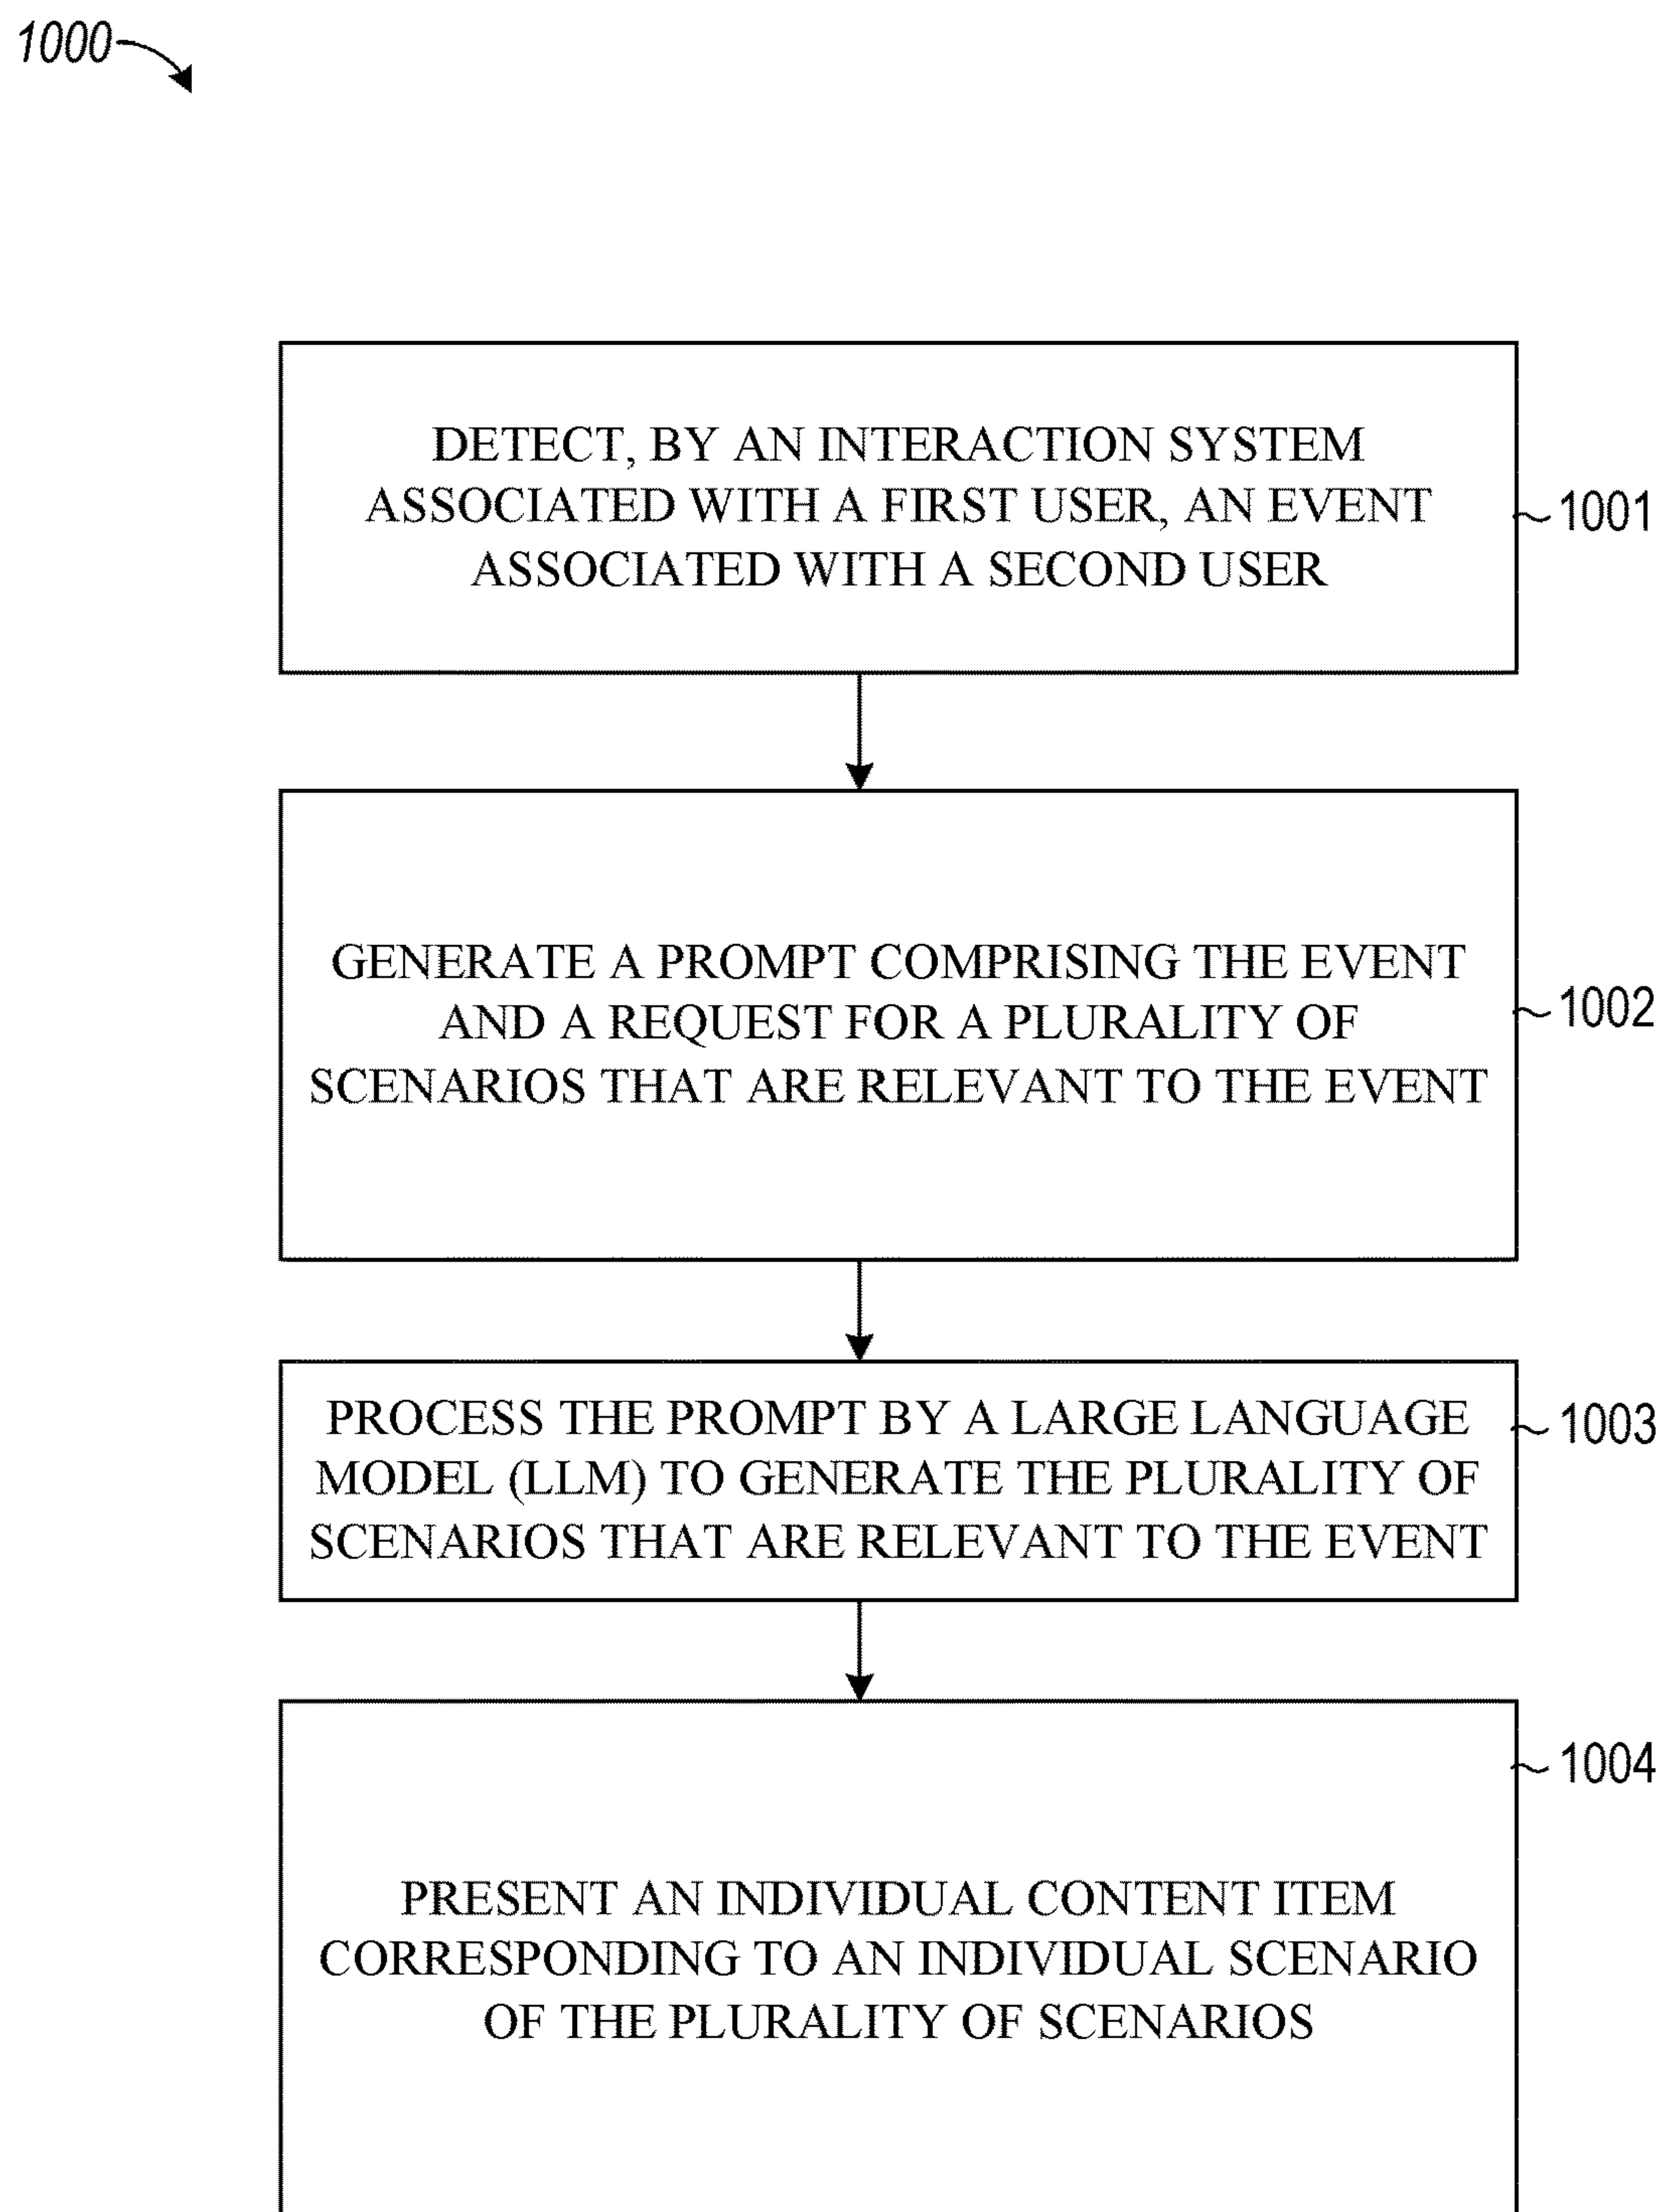 1000
DETECT, BY AN INTERACTION SYSTEM
ASSOCIATED WITH A FIRST USER, AN EVENT
ASSOCIATED WITH A SECOND USER
1001
GENERATE A PROMPT COMPRISING THE EVENT
AND A REQUEST FOR A PLURALITY OF
SCENARIOS THAT ARE RELEVANT TO THE EVENT
1002
PROCESS THE PROMPT BY A LARGE LANGUAGE
MODEL (LLM) TO GENERATE THE PLURALITY OF
SCENARIOS THAT ARE RELEVANT TO THE EVENT
1003
PRESENT AN INDIVIDUAL CONTENT ITEM
CORRESPONDING TO AN INDIVIDUAL SCENARIO
OF THE PLURALITY OF SCENARIOS
1004